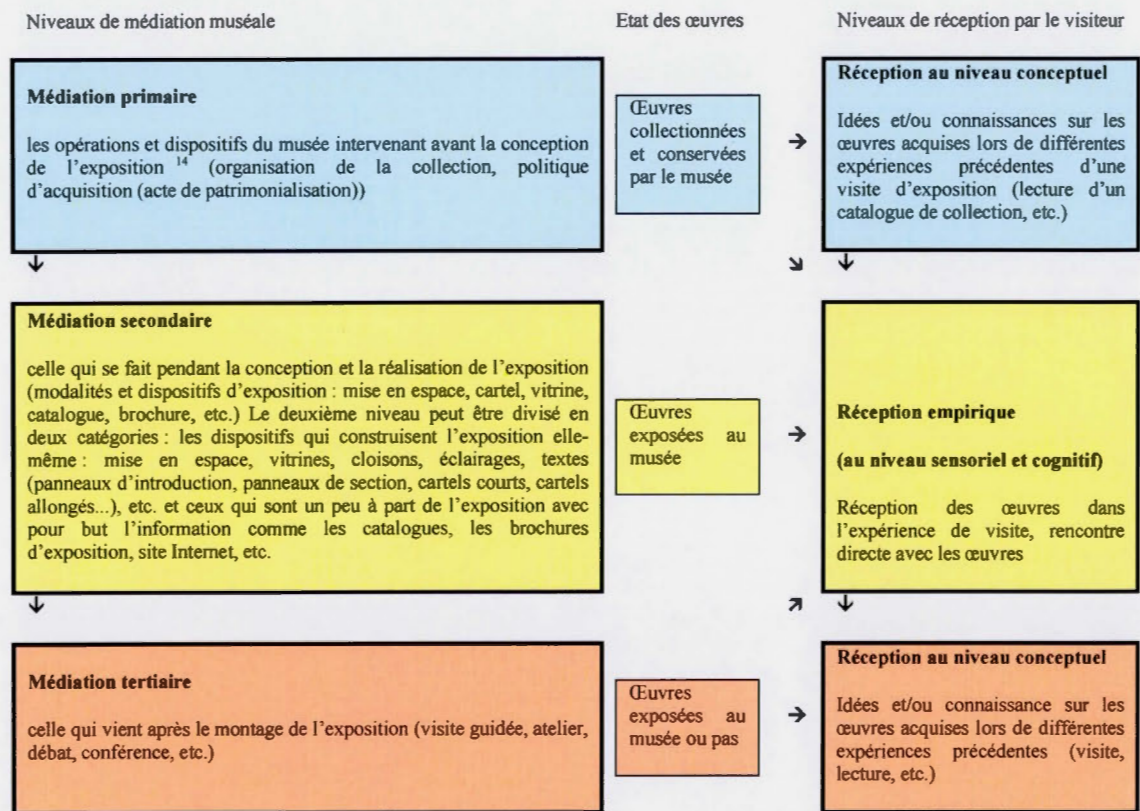 Niveaux de médiation muséale
Etat des œuvres
Niveaux de réception par le visiteur
Médiation primaire
les opérations et dispositifs du musée intervenant avant la conception
de l'exposition 14 (organisation de la collection, politique
d'acquisition (acte de patrimonialisation))
Œuvres
collectionnées
et conservées
par le musée
→
Réception au niveau conceptuel
Idées et/ou connaissances sur les
œuvres acquises lors de différentes
expériences précédentes d'une
visite d'exposition (lecture d'un
catalogue de collection, etc.)
↓
↘
↓
Médiation secondaire
celle qui se fait pendant la conception et la réalisation de l'exposition
(modalités et dispositifs d'exposition : mise en espace, cartel, vitrine,
catalogue, brochure, etc.) Le deuxième niveau peut être divisé en
deux catégories : les dispositifs qui construisent l'exposition elle-
même : mise en espace, vitrines, cloisons, éclairages, textes
(panneaux d'introduction, panneaux de section, cartels courts, cartels
allongés...), etc. et ceux qui sont un peu à part de l'exposition avec
pour but l'information comme les catalogues, les brochures
d'exposition, site Internet, etc.
Œuvres
exposées au
musée
→
Réception empirique
(au niveau sensoriel et cognitif)
Réception des œuvres dans
l'expérience de visite, rencontre
directe avec les œuvres
↓
↗
↓
Médiation tertiaire
celle qui vient après le montage de l'exposition (visite guidée, atelier,
débat, conférence, etc.)
Œuvres
exposées au
musée ou pas
→
Réception au niveau conceptuel
Idées et/ou connaissance sur les
œuvres acquises lors de différentes
expériences précédentes (visite,
lecture, etc.)